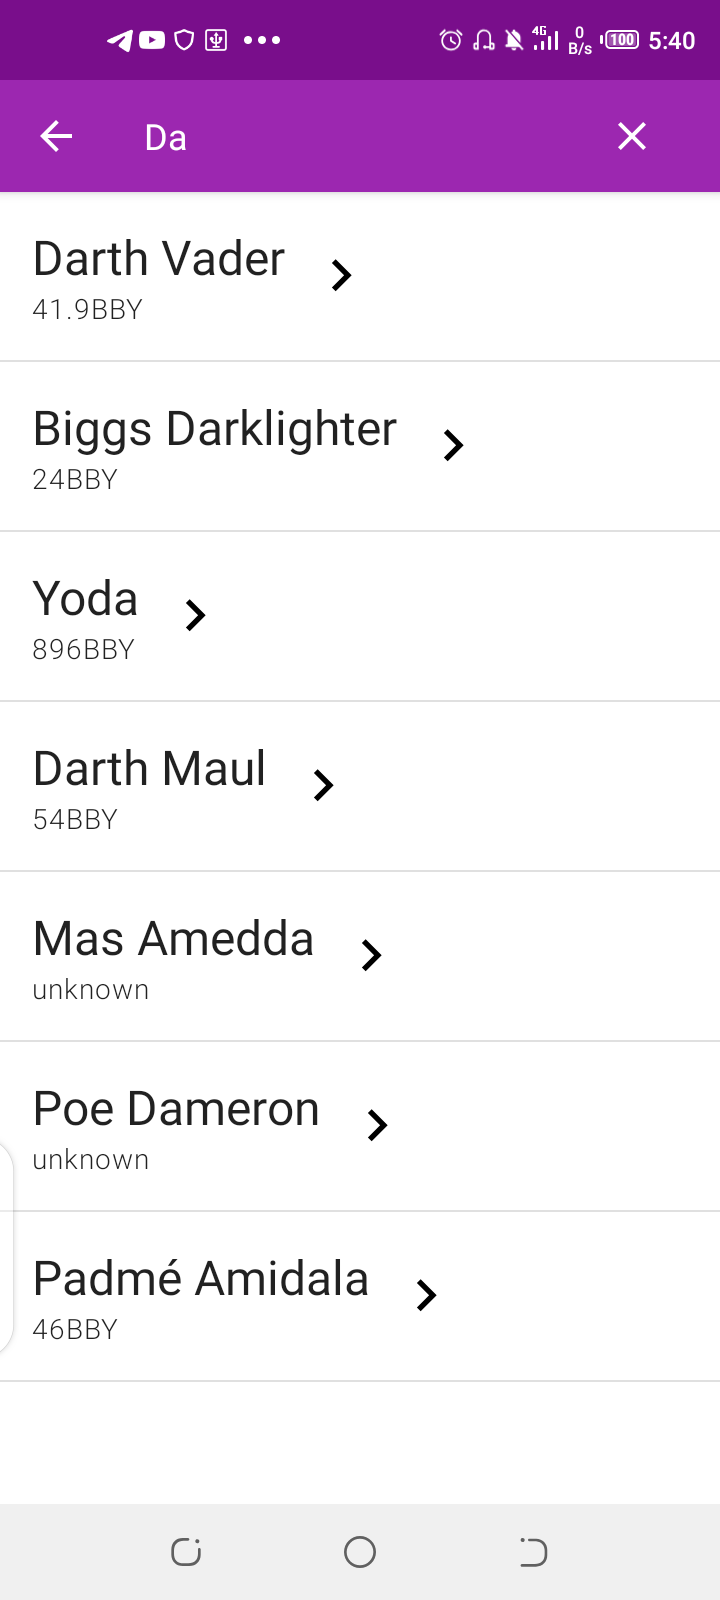 4G 0 B/s 100 5:40
Da
Darth Vader
41.9BBY
Biggs Darklighter
24BBY
Yoda
896BBY
Darth Maul
54BBY
Mas Amedda
unknown
Poe Dameron
unknown
Padmé Amidala
46BBY